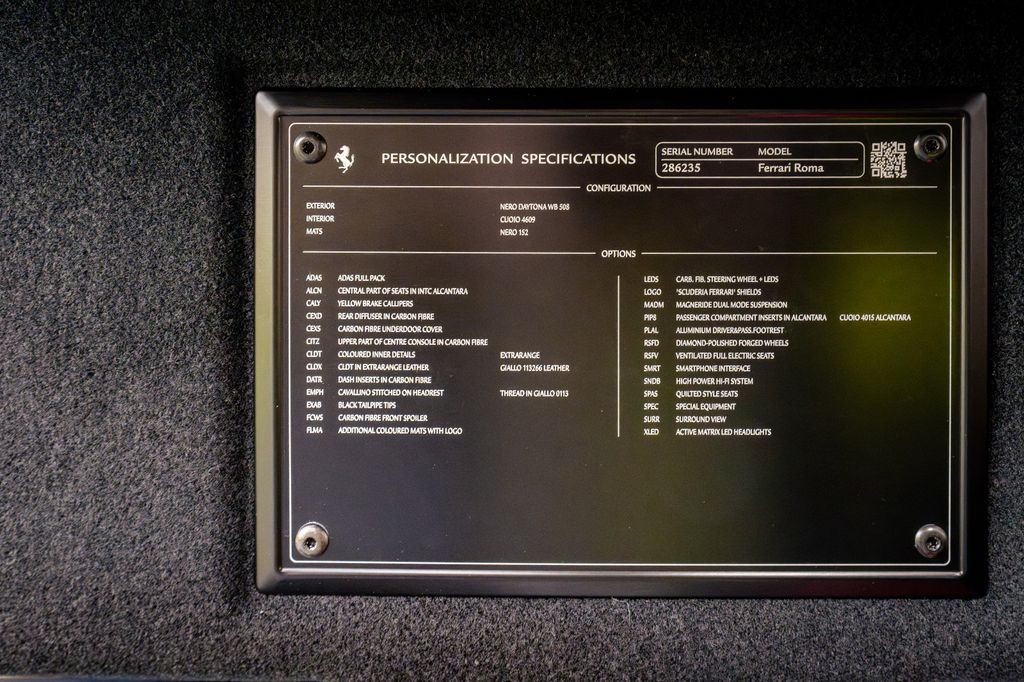 PERSONALIZATION SPECIFICATIONS
SERIAL NUMBER MODEL
286235 Ferrari Roma
CONFIGURATION
EXTERIOR NERO DAYTONA WB 508
INTERIOR CUOIO 4609
MATS NERO 152
OPTIONS
ADAS ADAS FULL PACK
ALCN CENTRAL PART OF SEATS IN INTC ALCANTARA
CALY YELLOW BRAKE CALLIPERS
CEXD REAR DIFFUSER IN CARBON FIBRE
CEXS CARBON FIBRE UNDERDOOR COVER
CITZ UPPER PART OF CENTRE CONSOLE IN CARBON FIBRE
CLDT COLOURED INNER DETAILS EXTRARANGE
CLDX CLDT IN EXTRARANGE LEATHER GIALLO 113266 LEATHER
DATR DASH INSERTS IN CARBON FIBRE
EMPH CAVALLINO STITCHED ON HEADREST THREAD IN GIALLO 0113
EXAB BLACK TAILPIPE TIPS
FCWS CARBON FIBRE FRONT SPOILER
FLMA ADDITIONAL COLOURED MATS WITH LOGO
LEDS CARB. FIB. STEERING WHEEL + LEDS
LOGO 'SCUDERIA FERRARI' SHIELDS
MADM MAGNERIDE DUAL MODE SUSPENSION
PIP8 PASSENGER COMPARTMENT INSERTS IN ALCANTARA CUOIO 4015 ALCANTARA
PLAL ALUMINIUM DRIVER&PASS.FOOTREST
RSFD DIAMOND-POLISHED FORGED WHEELS
RSFV VENTILATED FULL ELECTRIC SEATS
SMRT SMARTPHONE INTERFACE
SNDB HIGH POWER HI-FI SYSTEM
SPAS QUILTED STYLE SEATS
SPEC SPECIAL EQUIPMENT
SURR SURROUND VIEW
XLED ACTIVE MATRIX LED HEADLIGHTS